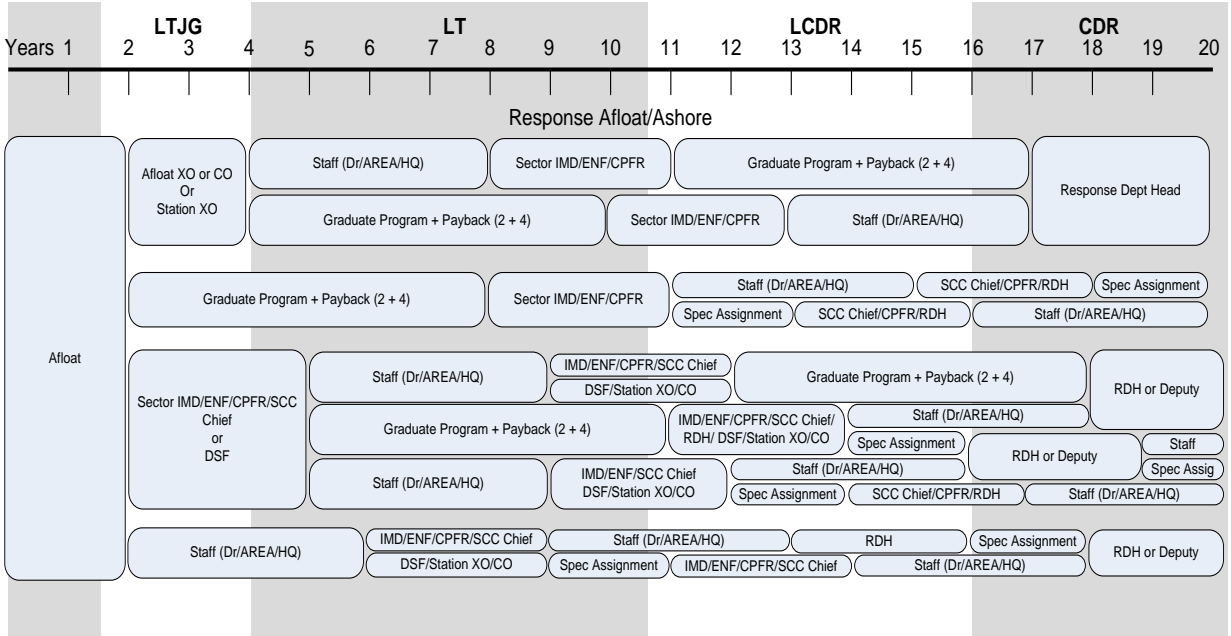 LTJG LT LCDR CDR
Years 1 2 3 4 5 6 7 8 9 10 11 12 13 14 15 16 17 18 19 20
Response Afloat/Ashore
Afloat
Afloat XO or CO
Or
Station XO
Staff (Dr/AREA/HQ)
Sector IMD/ENF/CPFR
Graduate Program + Payback (2 + 4)
Response Dept Head
Graduate Program + Payback (2 + 4)
Sector IMD/ENF/CPFR
Staff (Dr/AREA/HQ)
Graduate Program + Payback (2 + 4)
Sector IMD/ENF/CPFR
Staff (Dr/AREA/HQ)
SCC Chief/CPFR/RDH
Spec Assignment
Spec Assignment
SCC Chief/CPFR/RDH
Staff (Dr/AREA/HQ)
Sector IMD/ENF/CPFR/SCC
Chief
or
DSF
Staff (Dr/AREA/HQ)
IMD/ENF/CPFR/SCC Chief
DSF/Station XO/CO
Graduate Program + Payback (2 + 4)
RDH or Deputy
Graduate Program + Payback (2 + 4)
IMD/ENF/CPFR/SCC Chief/
RDH/ DSF/Station XO/CO
Staff (Dr/AREA/HQ)
Spec Assignment
RDH or Deputy
Staff
Spec Assig
Staff (Dr/AREA/HQ)
IMD/ENF/SCC Chief
DSF/Station XO/CO
Staff (Dr/AREA/HQ)
Spec Assignment
SCC Chief/CPFR/RDH
Staff (Dr/AREA/HQ)
Staff (Dr/AREA/HQ)
IMD/ENF/CPFR/SCC Chief
DSF/Station XO/CO
Staff (Dr/AREA/HQ)
Spec Assignment
RDH
IMD/ENF/CPFR/SCC Chief
Spec Assignment
Staff (Dr/AREA/HQ)
RDH or Deputy